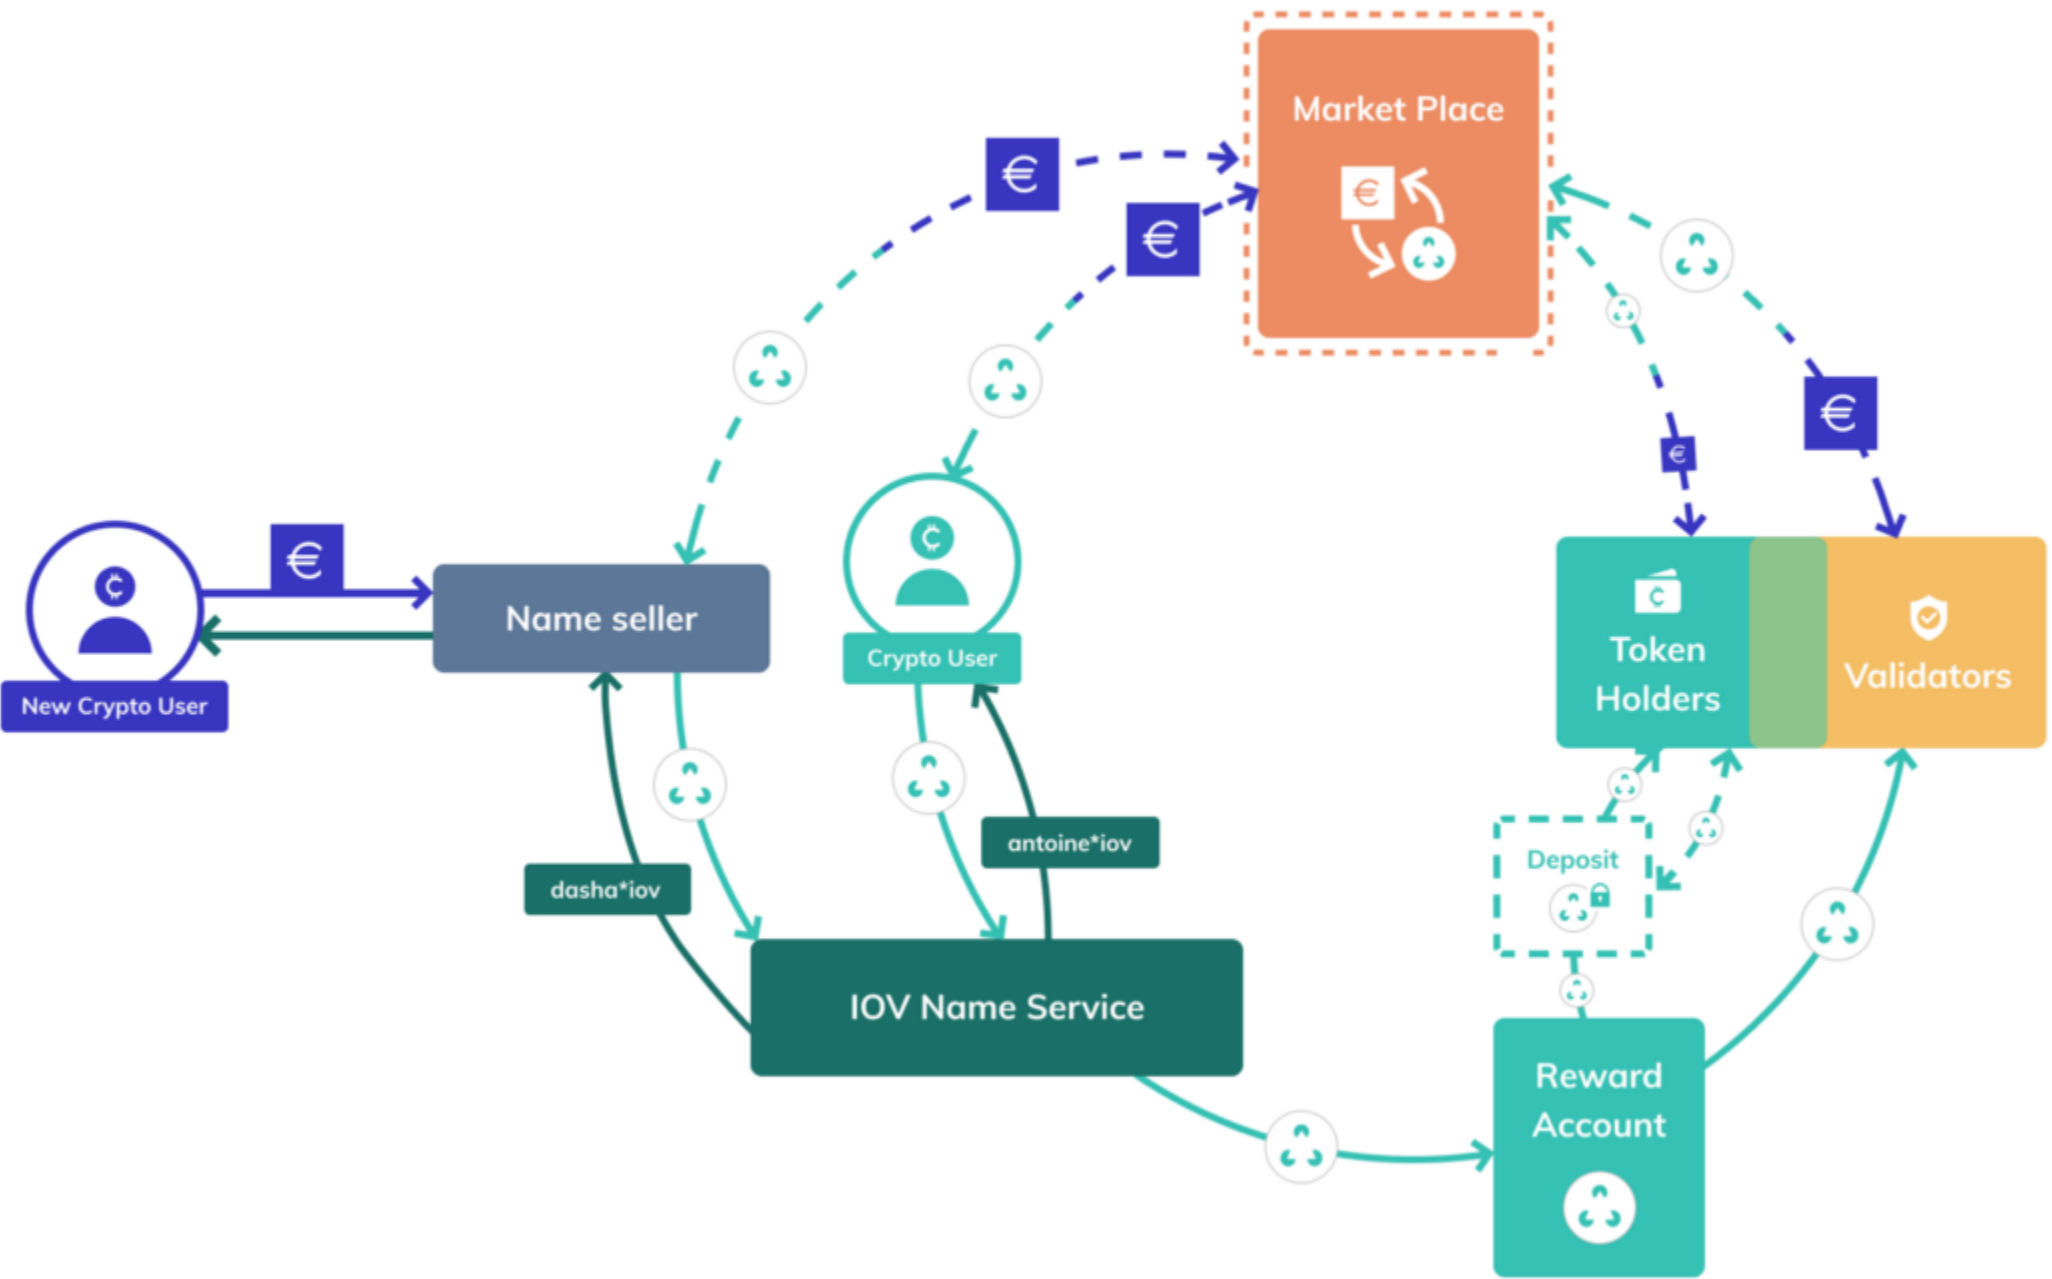 Market Place
€
€
€
€
€
€
Name seller
New Crypto User
Crypto User
Token
Holders
Validators
antoine*iov
dasha*iov
Deposit
IOV Name Service
Reward
Account